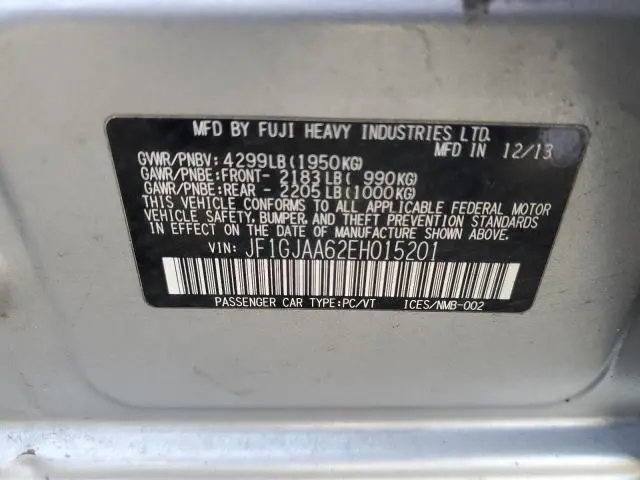 MFD BY FUJI HEAVY INDUSTRIES LTD.
MFD IN 12/13
GVWR/PNBV: 4299LB(1950KG)
GAWR/PNBE:FRONT- 2183LB( 990KG)
GAWR/PNBE:REAR - 2205LB(1000KG)
THIS VEHICLE CONFORMS TO ALL APPLICABLE FEDERAL MOTOR
VEHICLE SAFETY, BUMPER, AND THEFT PREVENTION STANDARDS
IN EFFECT ON THE DATE OF MANUFACTURE SHOWN ABOVE.
VIN: JF1GJAA62EH015201
PASSENGER CAR TYPE:PC/VT ICES/NMB-002